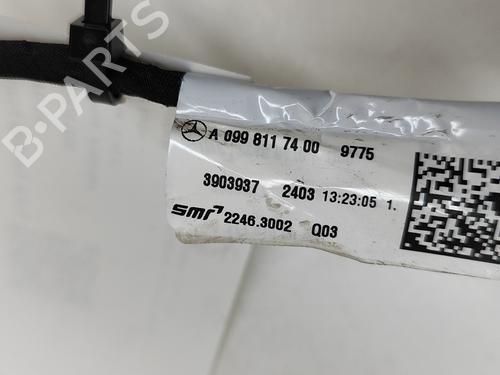 B-PARTS
A 099 811 74 00 9775
3903937 2403 13:23:05 1.
smr 2246.3002 Q03